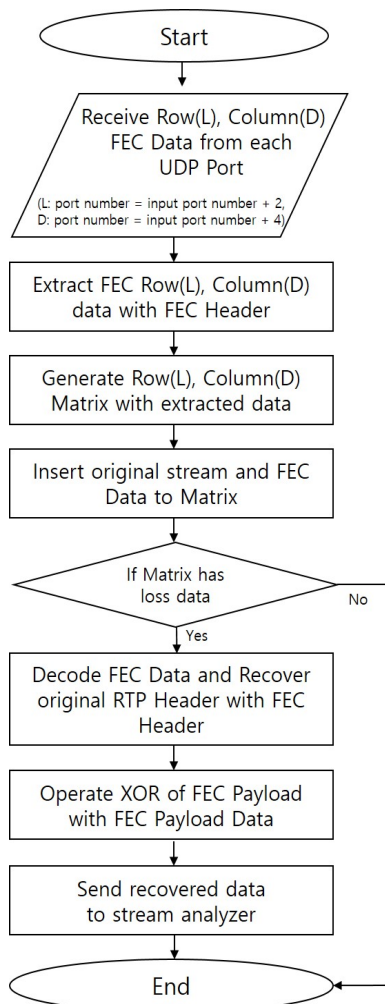 Start
Receive Row(L), Column(D)
FEC Data from each
UDP Port
(L: port number = input port number + 2,
D: port number = input port number + 4)
Extract FEC Row(L), Column(D)
data with FEC Header
Generate Row(L), Column(D)
Matrix with extracted data
Insert original stream and FEC
Data to Matrix
If Matrix has
loss data
No
Yes
Decode FEC Data and Recover
original RTP Header with FEC
Header
Operate XOR of FEC Payload
with FEC Payload Data
Send recovered data
to stream analyzer
End